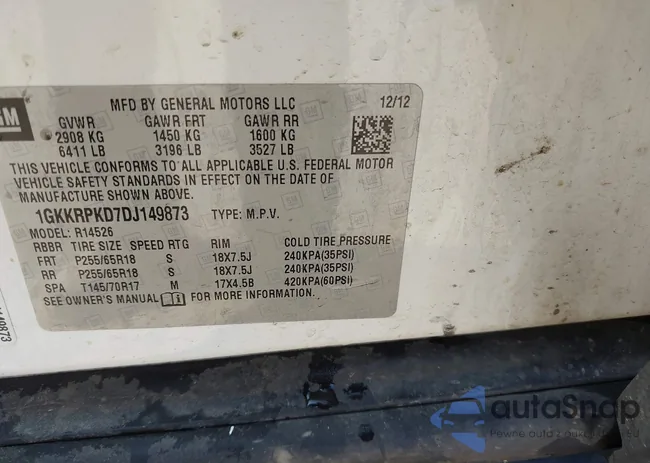 GM
MFD BY GENERAL MOTORS LLC 12/12
GVWR GAWR FRT GAWR RR
2908 KG 1450 KG 1600 KG
6411 LB 3196 LB 3527 LB
THIS VEHICLE CONFORMS TO ALL APPLICABLE U.S. FEDERAL MOTOR
VEHICLE SAFETY STANDARDS IN EFFECT ON THE DATE OF
MANUFACTURE SHOWN ABOVE.
1GKKRPKD7DJ149873 TYPE: M.P.V.
MODEL: R14526
RBBR TIRE SIZE SPEED RTG RIM COLD TIRE PRESSURE
FRT P255/65R18 S 18X7.5J 240KPA(35PSI)
RR P255/65R18 S 18X7.5J 240KPA(35PSI)
SPA T145/70R17 M 17X4.5B 420KPA(60PSI)
SEE OWNER'S MANUAL FOR MORE INFORMATION.
autoSnap
Pewne auta z